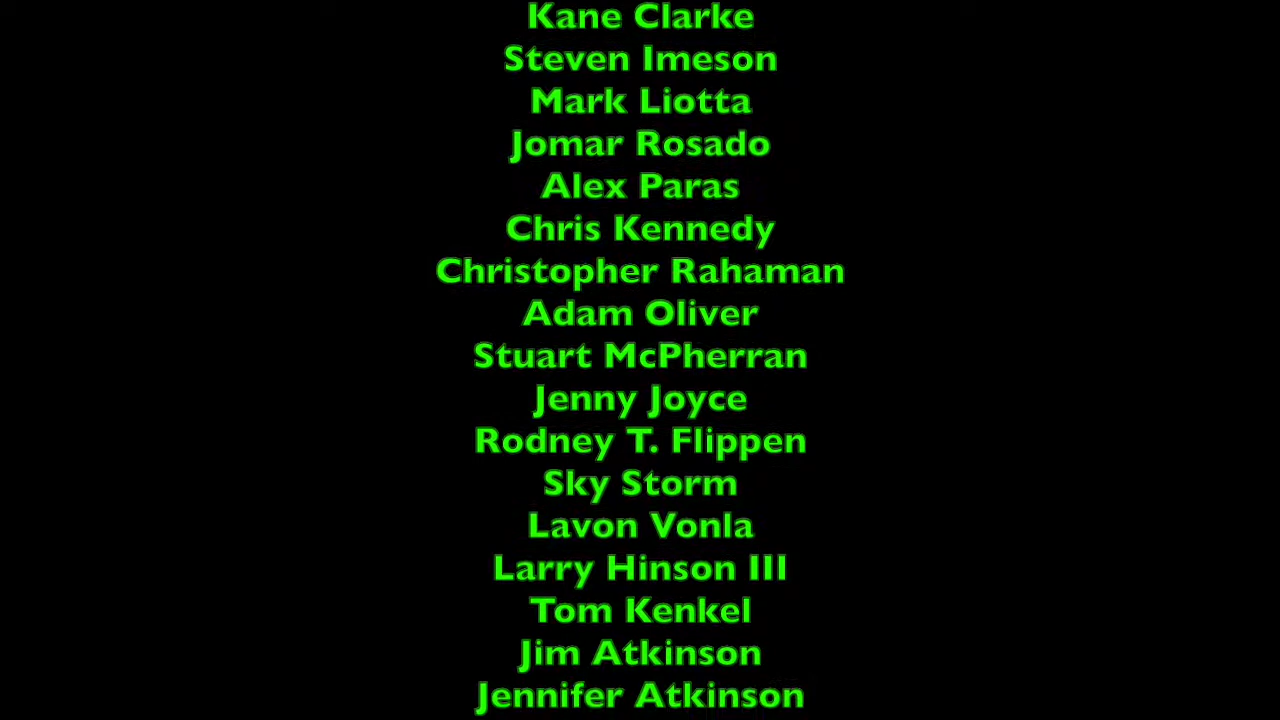 Kane Clarke
Steven Imeson
Mark Liotta
Jomar Rosado
Alex Paras
Chris Kennedy
Christopher Rahaman
Adam Oliver
Stuart McPherran
Jenny Joyce
Rodney T. Flippen
Sky Storm
Lavon Vonla
Larry Hinson III
Tom Kenkel
Jim Atkinson
Jennifer Atkinson